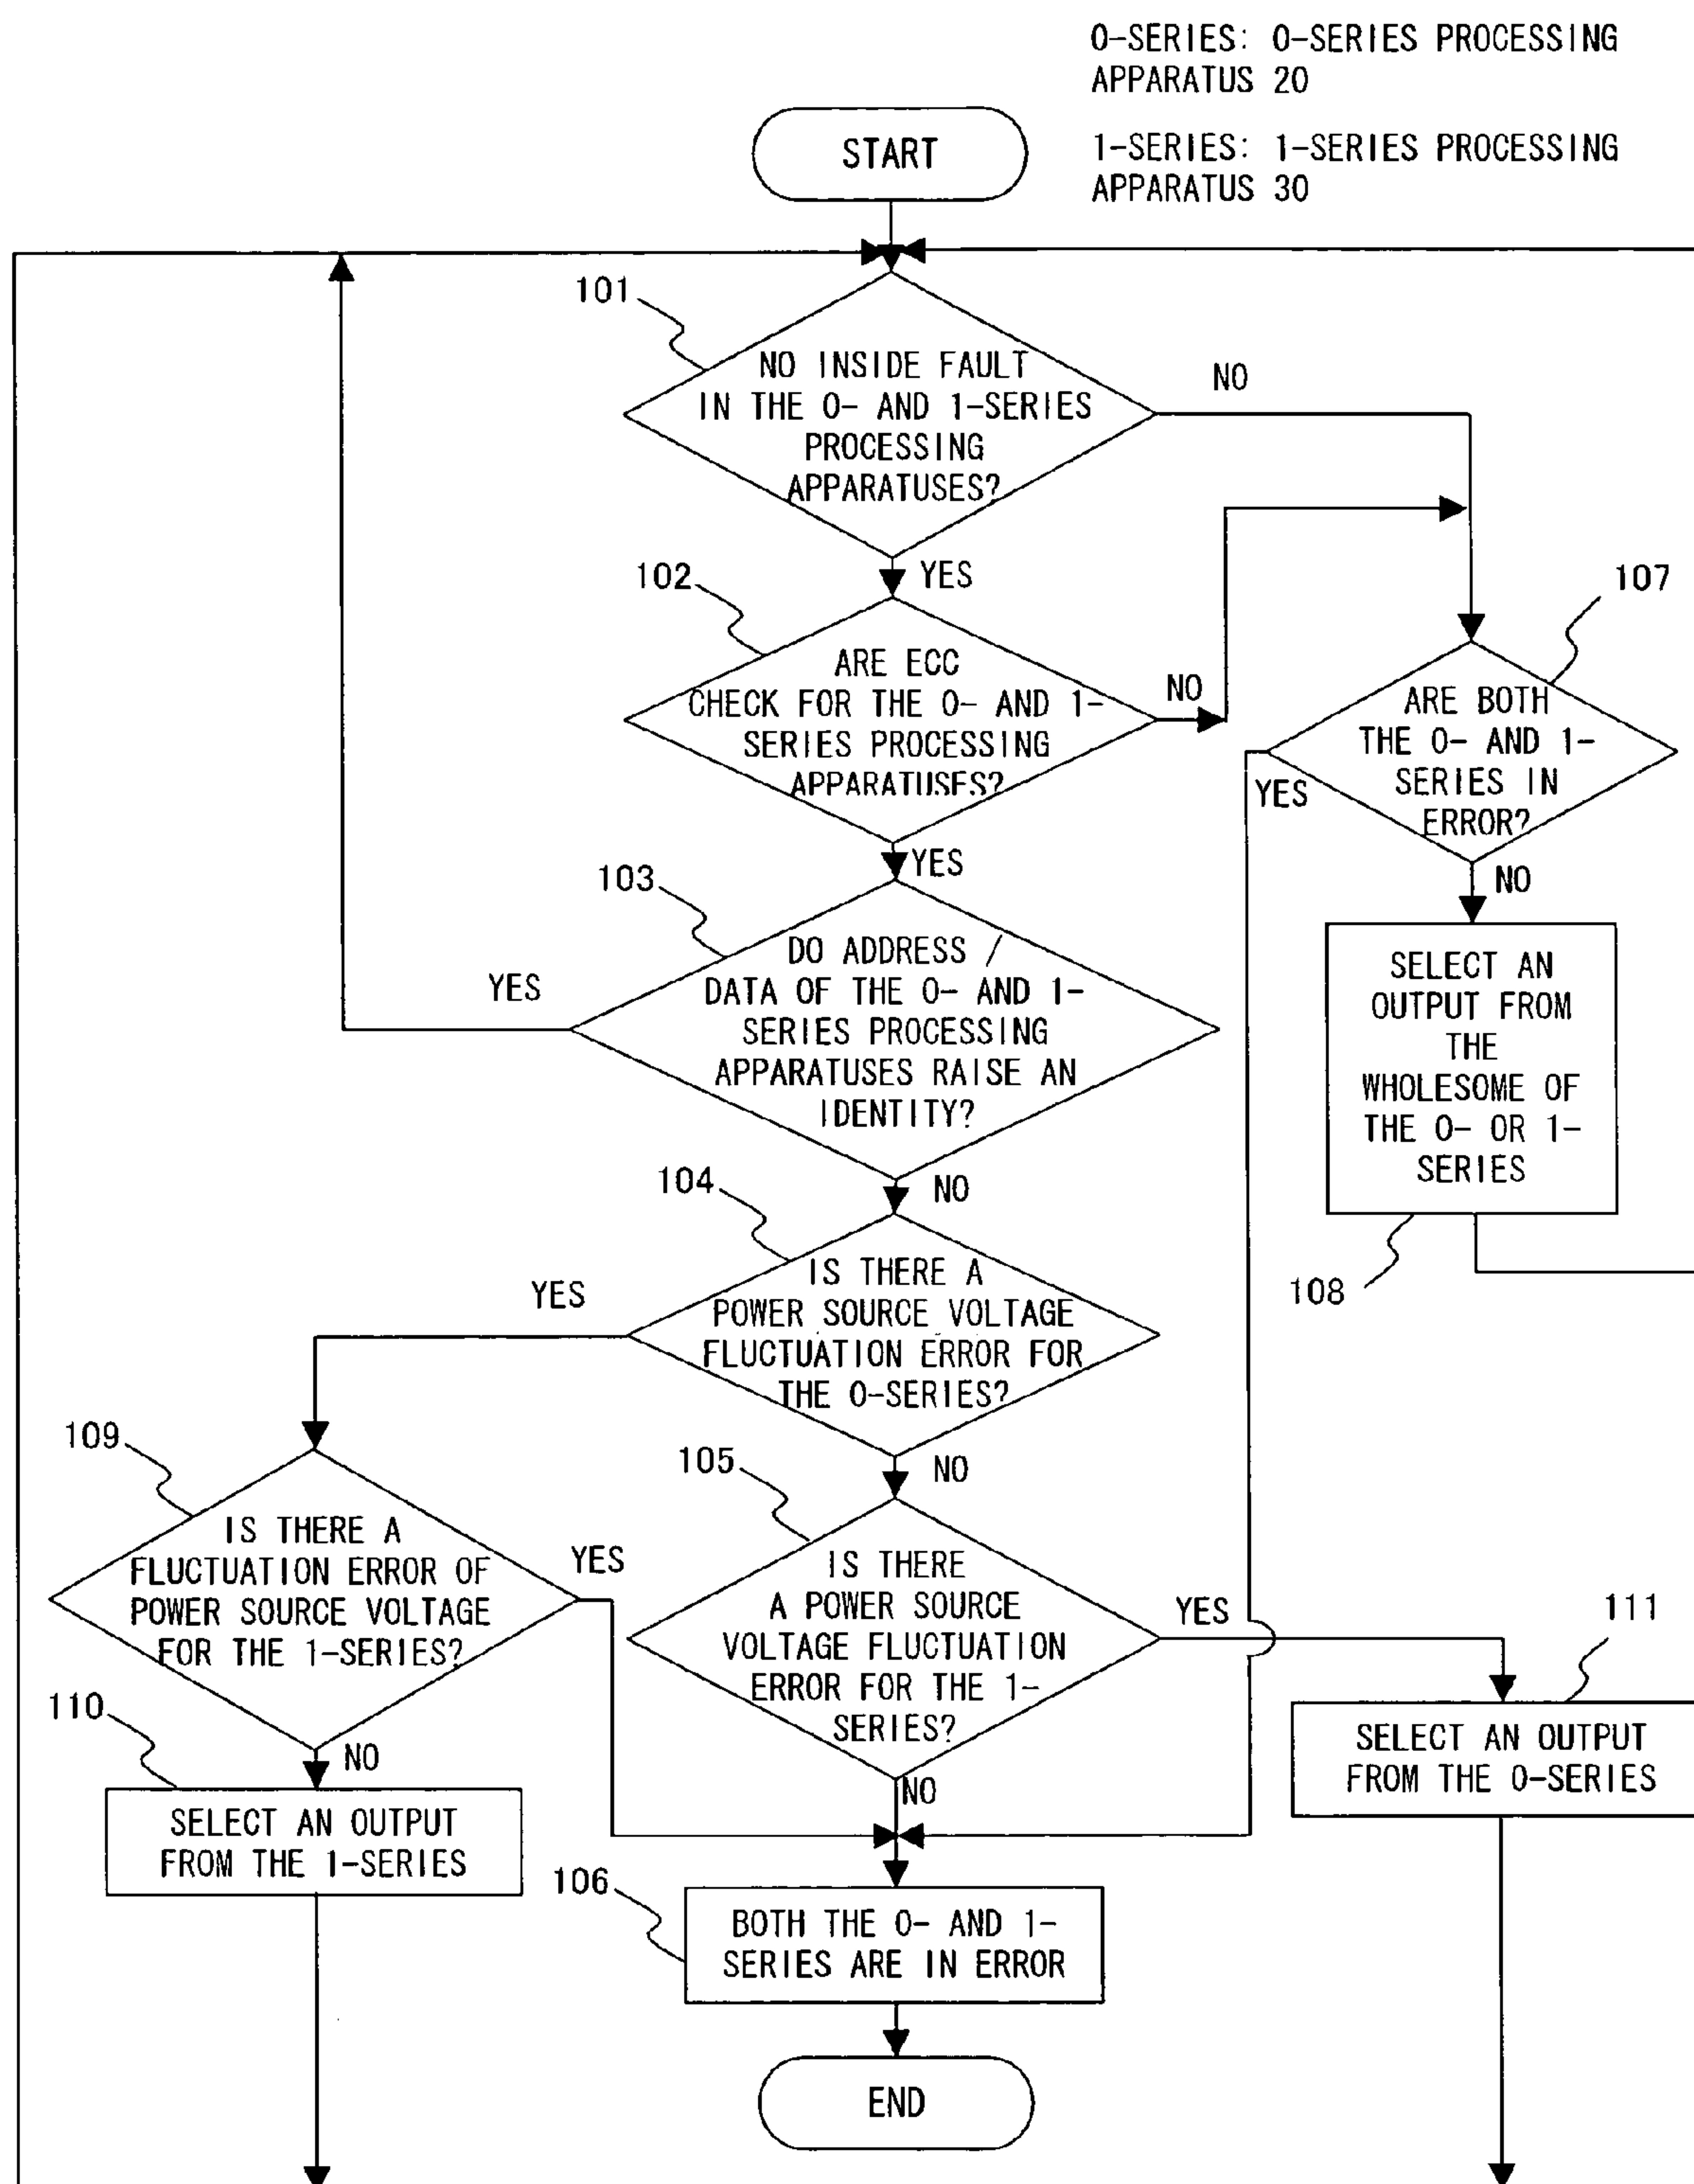 0-SERIES: 0-SERIES PROCESSING
APPARATUS 20
1-SERIES: 1-SERIES PROCESSING
APPARATUS 30
START
101
NO INSIDE FAULT
IN THE 0- AND 1-SERIES
PROCESSING
APPARATUSES?
NO
YES
102
ARE ECC
CHECK FOR THE 0- AND 1-
SERIES PROCESSING
APPARATUSES?
NO
YES
107
ARE BOTH
THE 0- AND 1-
SERIES IN
ERROR?
YES
NO
103
DO ADDRESS /
DATA OF THE 0- AND 1-
SERIES PROCESSING
APPARATUSES RAISE AN
IDENTITY?
YES
NO
SELECT AN
OUTPUT FROM
THE
WHOLESOME OF
THE 0- OR 1-
SERIES
108
104
IS THERE A
POWER SOURCE VOLTAGE
FLUCTUATION ERROR FOR
THE 0-SERIES?
YES
NO
109
IS THERE A
FLUCTUATION ERROR OF
POWER SOURCE VOLTAGE
FOR THE 1-SERIES?
YES
NO
105
IS THERE
A POWER SOURCE
VOLTAGE FLUCTUATION
ERROR FOR THE 1-
SERIES?
YES
NO
111
SELECT AN OUTPUT
FROM THE 0-SERIES
110
SELECT AN OUTPUT
FROM THE 1-SERIES
106
BOTH THE 0- AND 1-
SERIES ARE IN ERROR
END